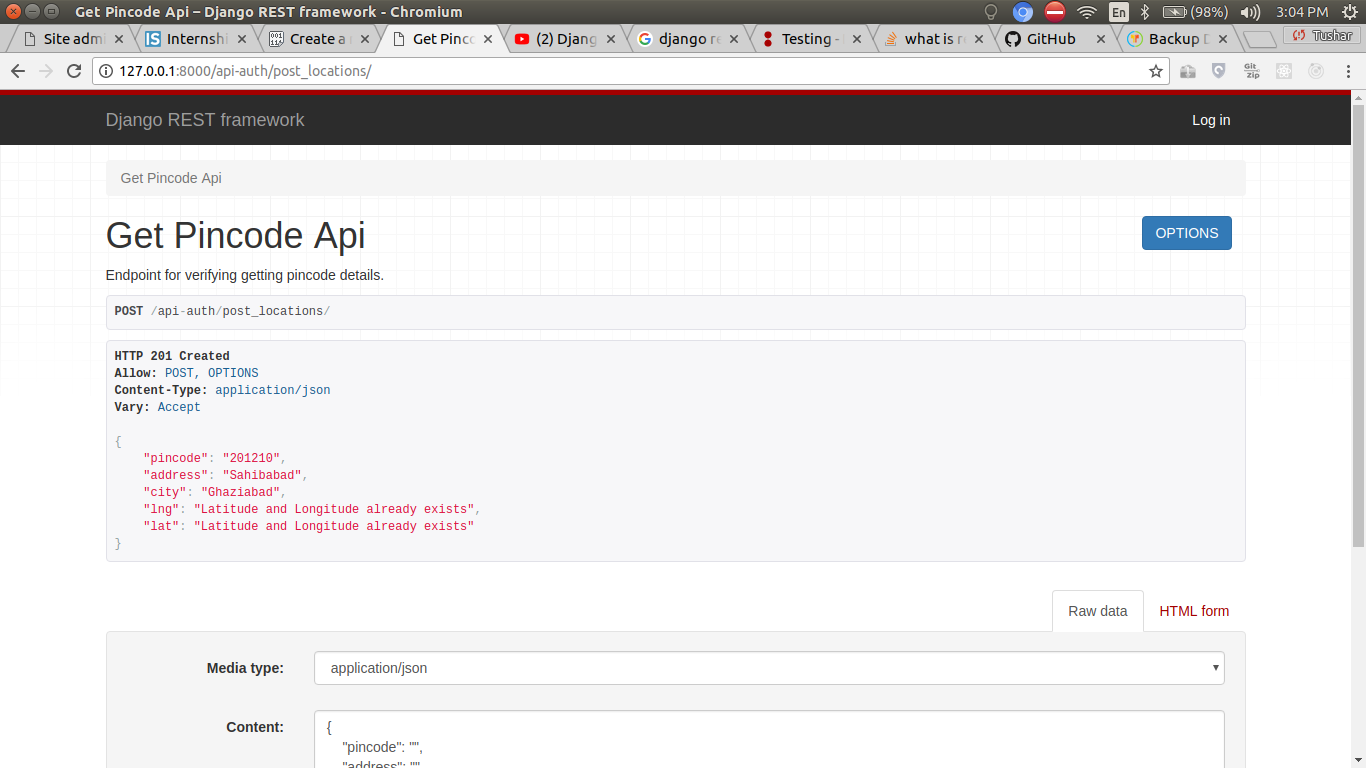 Get Pincode Api – Django REST framework - Chromium
En (98%) 3:04 PM
Site admi Internshi Create a Get Pinco (2) Djang django re Testing - what is re GitHub Backup D Tushar
127.0.0.1:8000/api-auth/post_locations/
Git Zip
Django REST framework Log in
Get Pincode Api
Get Pincode Api OPTIONS
Endpoint for verifying getting pincode details.
POST /api-auth/post_locations/
HTTP 201 Created
Allow: POST, OPTIONS
Content-Type: application/json
Vary: Accept
{
"pincode": "201210",
"address": "Sahibabad",
"city": "Ghaziabad",
"lng": "Latitude and Longitude already exists",
"lat": "Latitude and Longitude already exists"
}
Raw data HTML form
Media type: application/json
Content: {
"pincode": "",
"address": ""